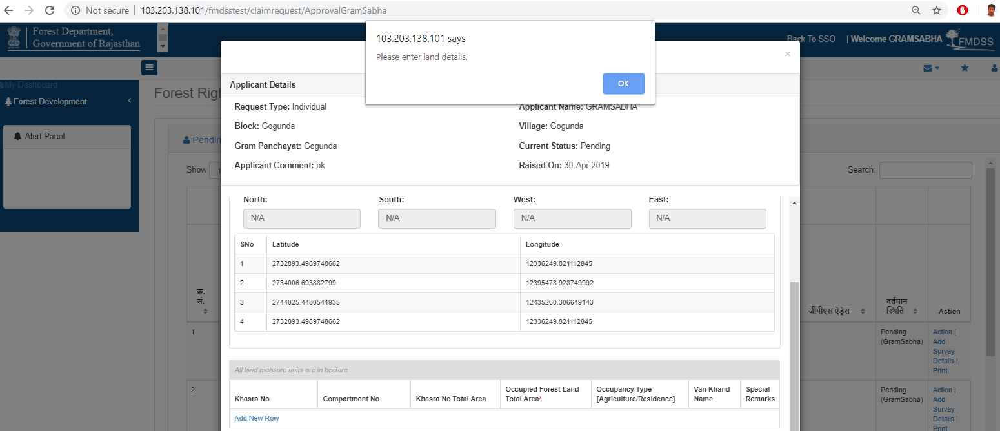 Not secure | 103.203.138.101/fmdsstest/claimrequest/ApprovalGramSabha
Forest Department,
Government of Rajasthan
103.203.138.101 says
Please enter land details.
OK
Back To SSO | Welcome GRAMSABHA
FMDSS
×
My Dashboard
Forest Development
Forest Rig
Alert Panel
Pendin
Applicant Details
Request Type: Individual
Applicant Name: GRAMSABHA
Block: Gogunda
Village: Gogunda
Gram Panchayat: Gogunda
Current Status: Pending
Applicant Comment: ok
Raised On: 30-Apr-2019
Show 1
Search:
North: South: West: East:
N/A N/A N/A N/A
SNo Latitude Longitude
1 2732893.4989748662 12336249.821112845
2 2734006.693882799 12395478.928749992
3 2744025.4480541935 12435260.306649143
4 2732893.4989748662 12336249.821112845
क्र.
सं.
जीपीएस ऐड्रेस
वर्तमान
स्थिति
Action
1
Pending
(GramSabha)
Action |
Add
Survey
Details |
Print
All land measure units are in hectare
Khasra No
Compartment No
Khasra No Total Area
Occupied Forest Land
Total Area*
Occupancy Type
[Agriculture/Residence]
Van Khand
Name
Special
Remarks
Add New Row
2
Pending
(GramSabha)
Action |
Add
Survey
Details |
Print